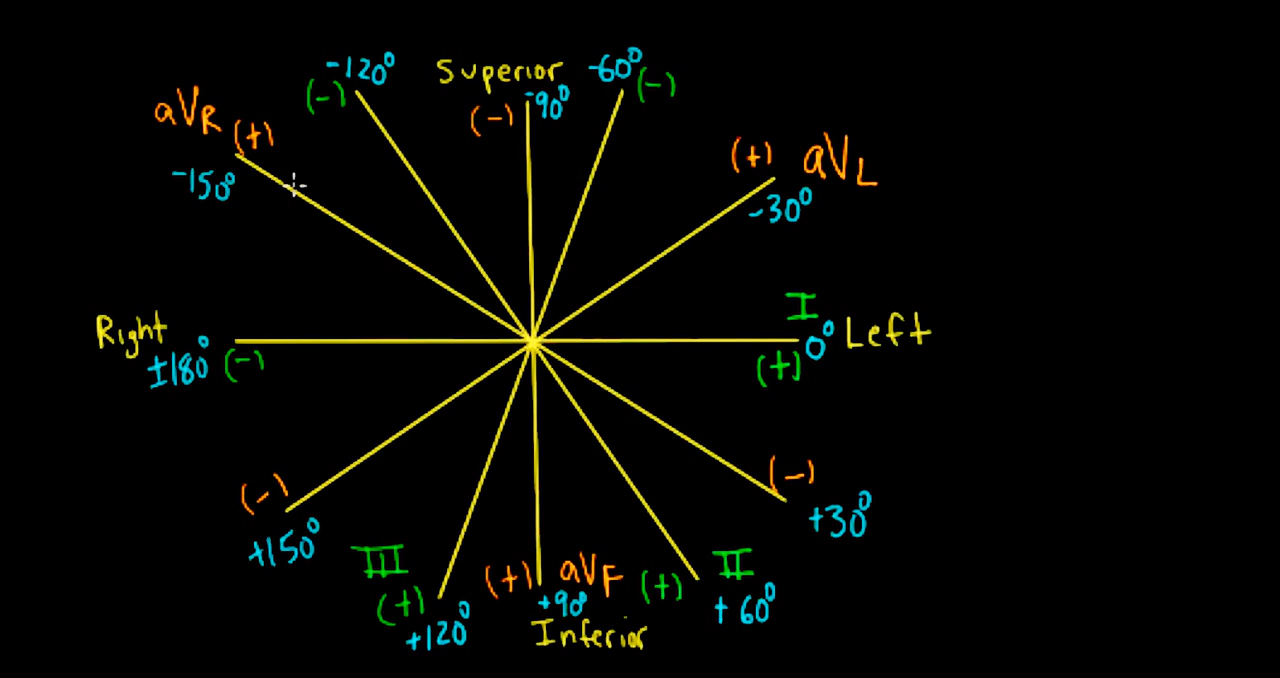 -120°
Superior
-60°
(-)
(-)
-90°
aVR
(+)
(-)
(+)
aVL
-150°
-30°
I
Right
0°
Left
±180°
(-)
(+)
(-)
(-)
+30°
+150°
III
(+)
aVF
(+)
II
(+)
+90°
+60°
+120°
Inferior